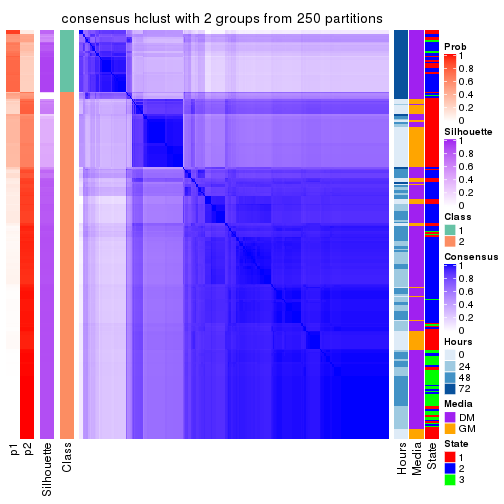 consensus hclust with 2 groups from 250 partitions
Prob
1
0.8
0.6
0.4
0.2
0
Silhouette
1
0.8
0.6
0.4
0.2
0
Class
1
2
Consensus
1
0.8
0.6
0.4
0.2
0
Hours
0
24
48
72
Media
DM
GM
State
1
2
3
p1
p2
Silhouette
Class
Hours
Media
State